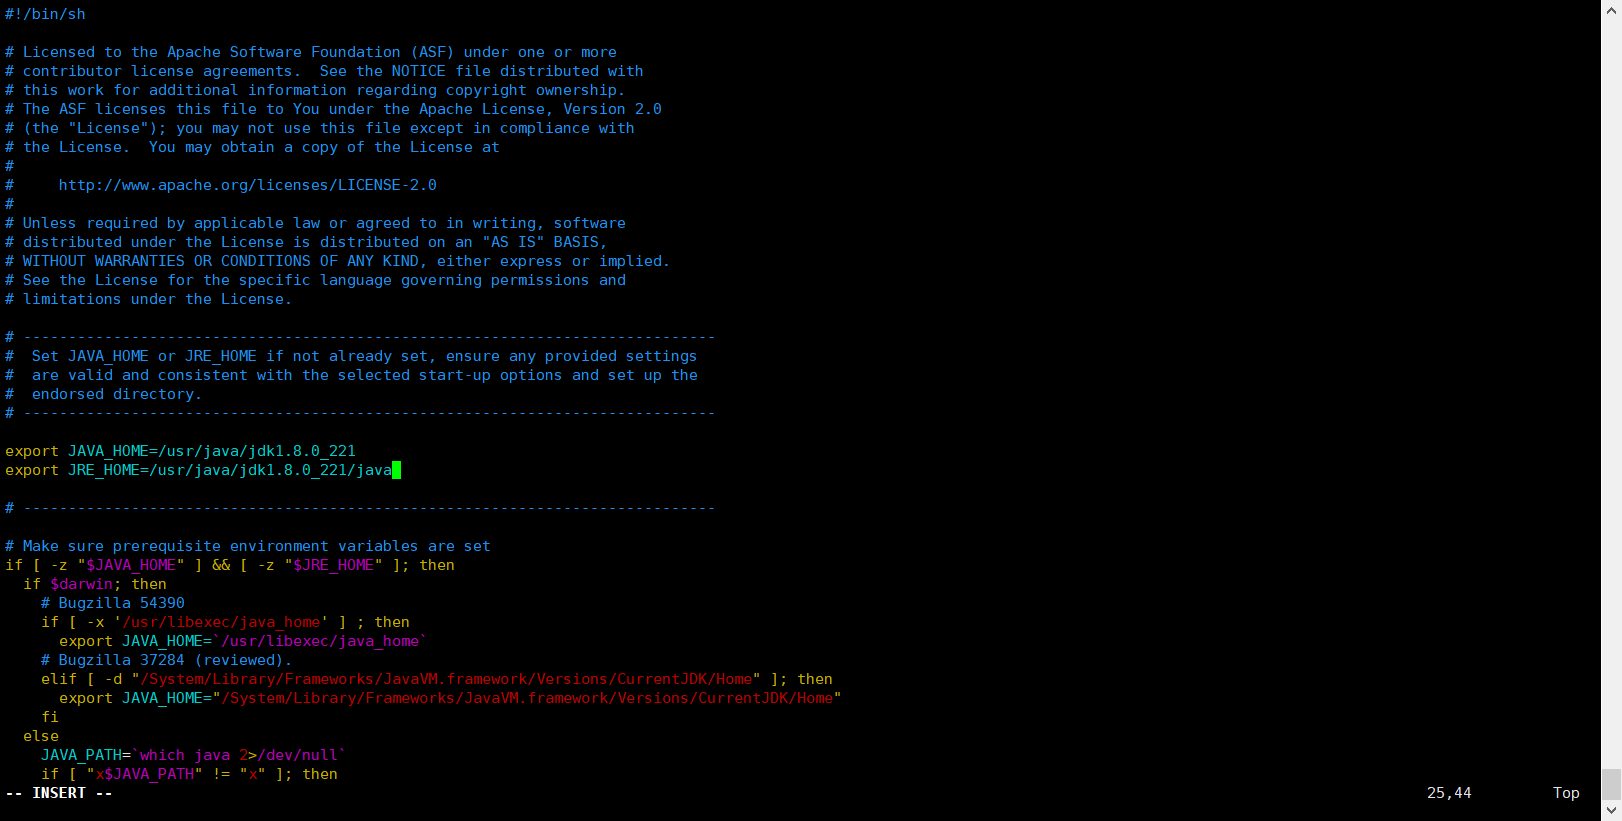 #!/bin/sh

# Licensed to the Apache Software Foundation (ASF) under one or more
# contributor license agreements.  See the NOTICE file distributed with
# this work for additional information regarding copyright ownership.
# The ASF licenses this file to You under the Apache License, Version 2.0
# (the "License"); you may not use this file except in compliance with
# the License.  You may obtain a copy of the License at
#
#     http://www.apache.org/licenses/LICENSE-2.0
#
# Unless required by applicable law or agreed to in writing, software
# distributed under the License is distributed on an "AS IS" BASIS,
# WITHOUT WARRANTIES OR CONDITIONS OF ANY KIND, either express or implied.
# See the License for the specific language governing permissions and
# limitations under the License.

# -----------------------------------------------------------------------------
#  Set JAVA_HOME or JRE_HOME if not already set, ensure any provided settings
#  are valid and consistent with the selected start-up options and set up the
#  endorsed directory.
# -----------------------------------------------------------------------------

export JAVA_HOME=/usr/java/jdk1.8.0_221
export JRE_HOME=/usr/java/jdk1.8.0_221/java

# -----------------------------------------------------------------------------

# Make sure prerequisite environment variables are set
if [ -z "$JAVA_HOME" ] && [ -z "$JRE_HOME" ]; then
  if $darwin; then
    # Bugzilla 54390
    if [ -x '/usr/libexec/java_home' ] ; then
      export JAVA_HOME=`/usr/libexec/java_home`
    # Bugzilla 37284 (reviewed).
    elif [ -d "/System/Library/Frameworks/JavaVM.framework/Versions/CurrentJDK/Home" ]; then
      export JAVA_HOME="/System/Library/Frameworks/JavaVM.framework/Versions/CurrentJDK/Home"
    fi
  else
    JAVA_PATH=`which java 2>/dev/null`
    if [ "x$JAVA_PATH" != "x" ]; then
-- INSERT -- 25,44 Top